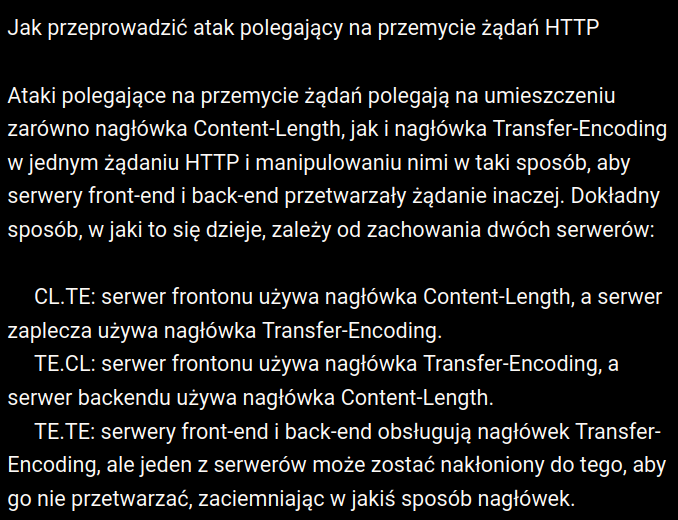 Jak przeprowadzić atak polegający na przemycie żądań HTTP
Ataki polegające na przemycie żądań polegają na umieszczeniu
zarówno nagłówka Content-Length, jak i nagłówka Transfer-Encoding
w jednym żądaniu HTTP i manipulowaniu nimi w taki sposób, aby
serwery front-end i back-end przetwarzały żądanie inaczej. Dokładny
sposób, w jaki to się dzieje, zależy od zachowania dwóch serwerów:
CL.TE: serwer frontonu używa nagłówka Content-Length, a serwer
zaplecza używa nagłówka Transfer-Encoding.
TE.CL: serwer frontonu używa nagłówka Transfer-Encoding, a
serwer backendu używa nagłówka Content-Length.
TE.TE: serwery front-end i back-end obsługują nagłówek Transfer-
Encoding, ale jeden z serwerów może zostać nakłoniony do tego, aby
go nie przetwarzać, zaciemniając w jakiś sposób nagłówek.